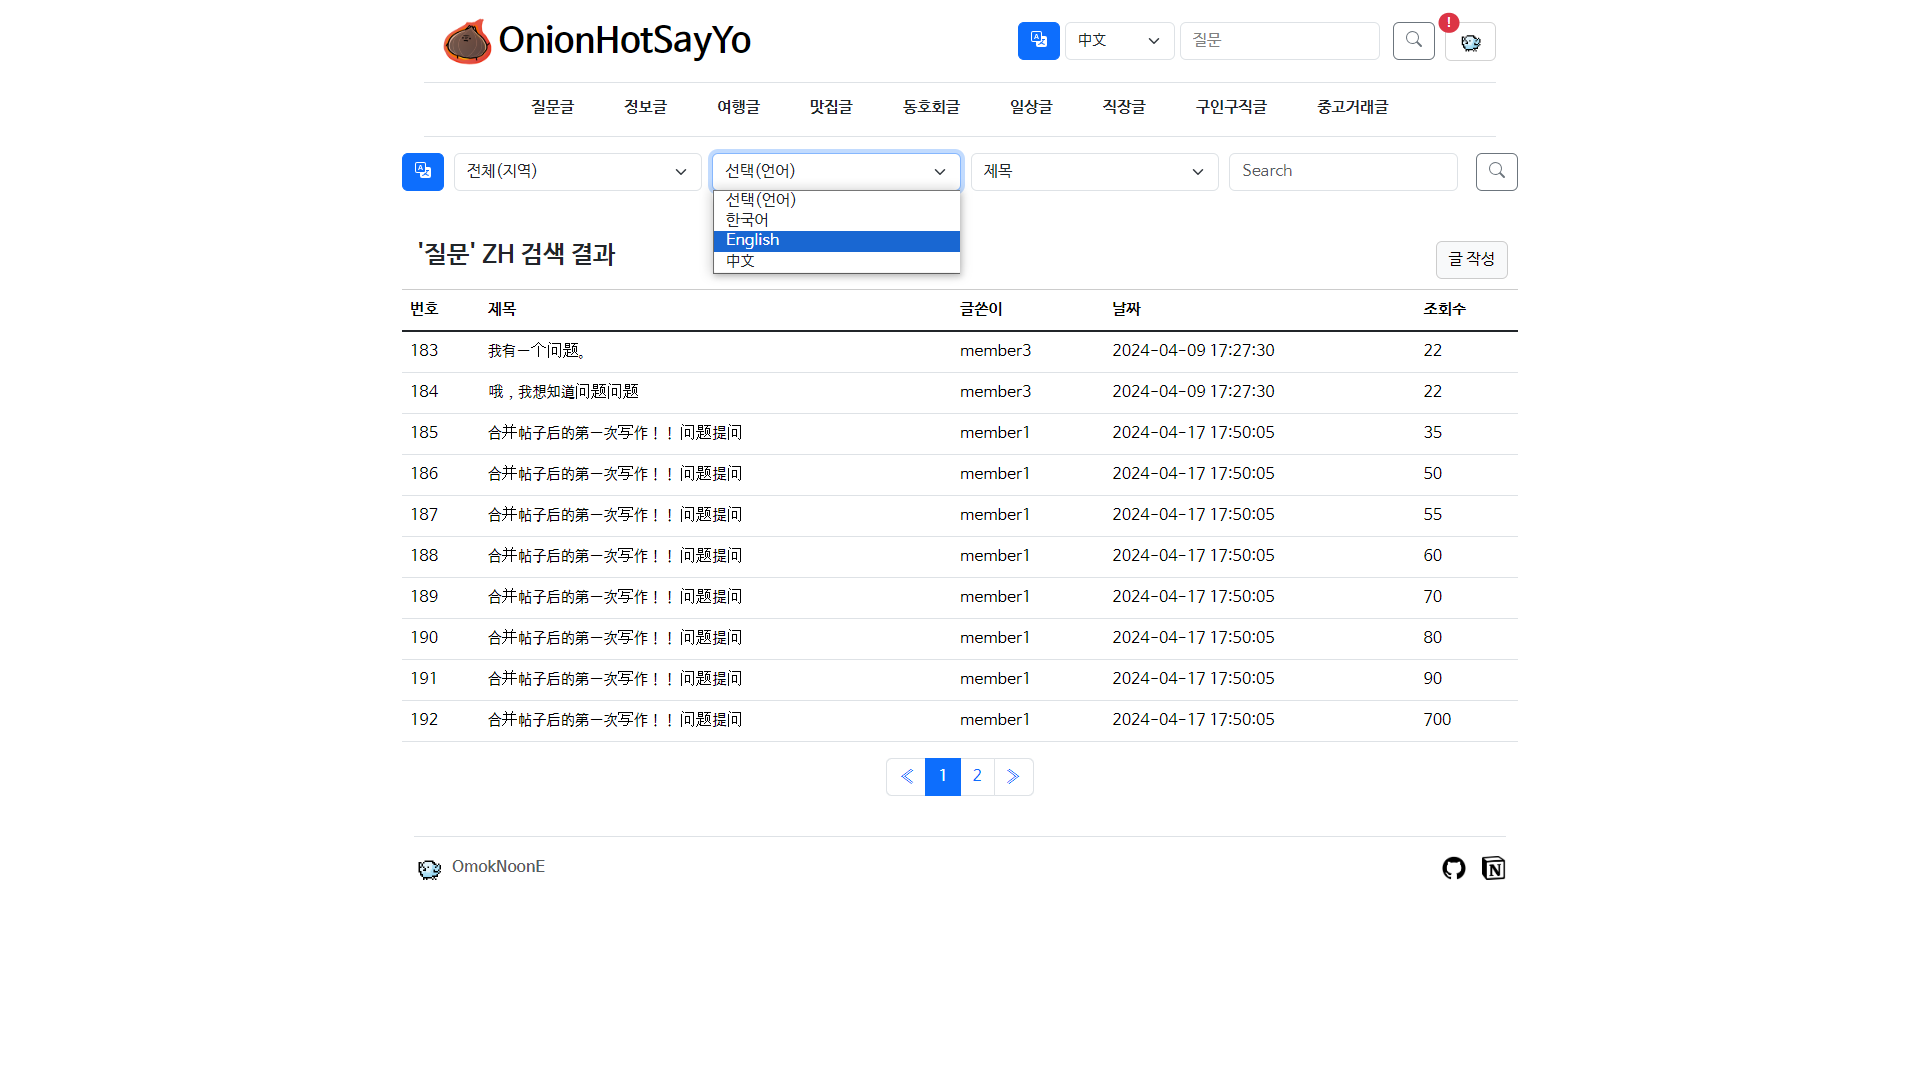 OnionHotSayYo
中文
질문
!
질문글 정보글 여행글 맛집글 동호회글 일상글 직장글 구인구직글 중고거래글
전체(지역) 선택(언어) 제목 Search
선택(언어)
한국어
English
中文
'질문' ZH 검색 결과
글 작성
번호 제목 글쓴이 날짜 조회수
183 我有一个问题。 member3 2024-04-09 17:27:30 22
184 哦，我想知道问题问题 member3 2024-04-09 17:27:30 22
185 合并帖子后的第一次写作！！问题提问 member1 2024-04-17 17:50:05 35
186 合并帖子后的第一次写作！！问题提问 member1 2024-04-17 17:50:05 50
187 合并帖子后的第一次写作！！问题提问 member1 2024-04-17 17:50:05 55
188 合并帖子后的第一次写作！！问题提问 member1 2024-04-17 17:50:05 60
189 合并帖子后的第一次写作！！问题提问 member1 2024-04-17 17:50:05 70
190 合并帖子后的第一次写作！！问题提问 member1 2024-04-17 17:50:05 80
191 合并帖子后的第一次写作！！问题提问 member1 2024-04-17 17:50:05 90
192 合并帖子后的第一次写作！！问题提问 member1 2024-04-17 17:50:05 700
≪ 1 2 ≫
OmokNoonE